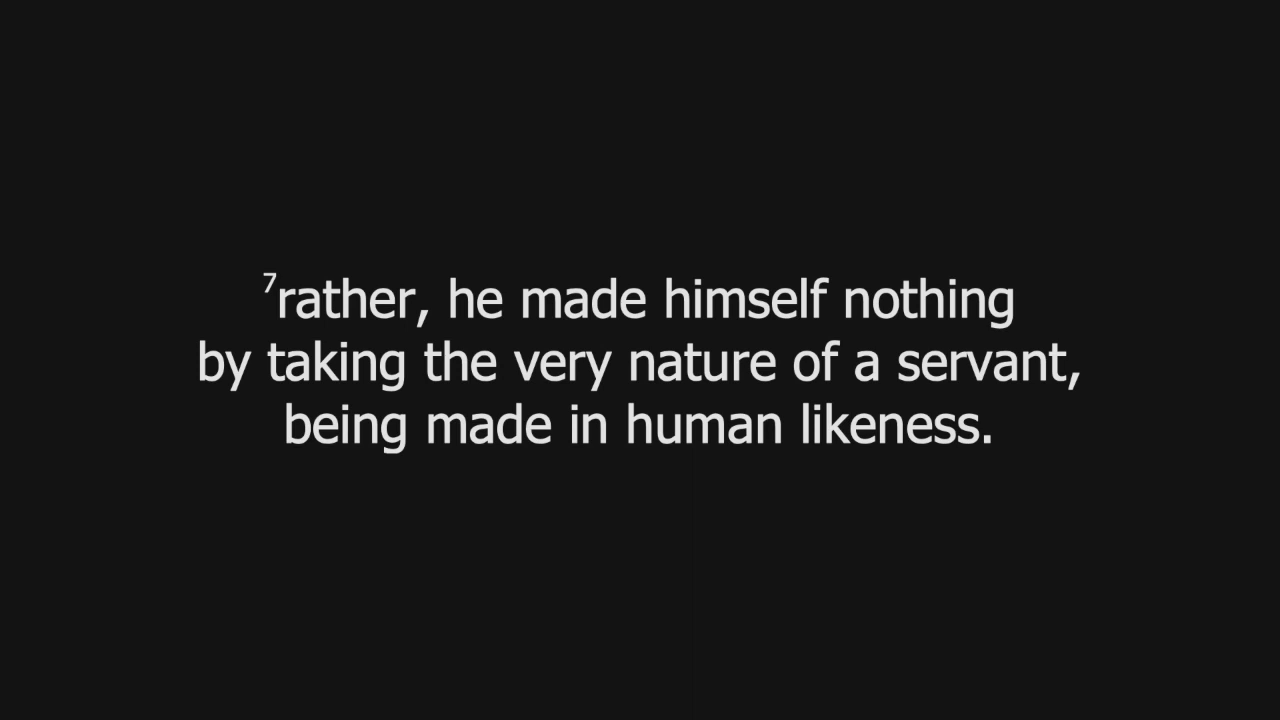 ⁷rather, he made himself nothing
by taking the very nature of a servant,
being made in human likeness.